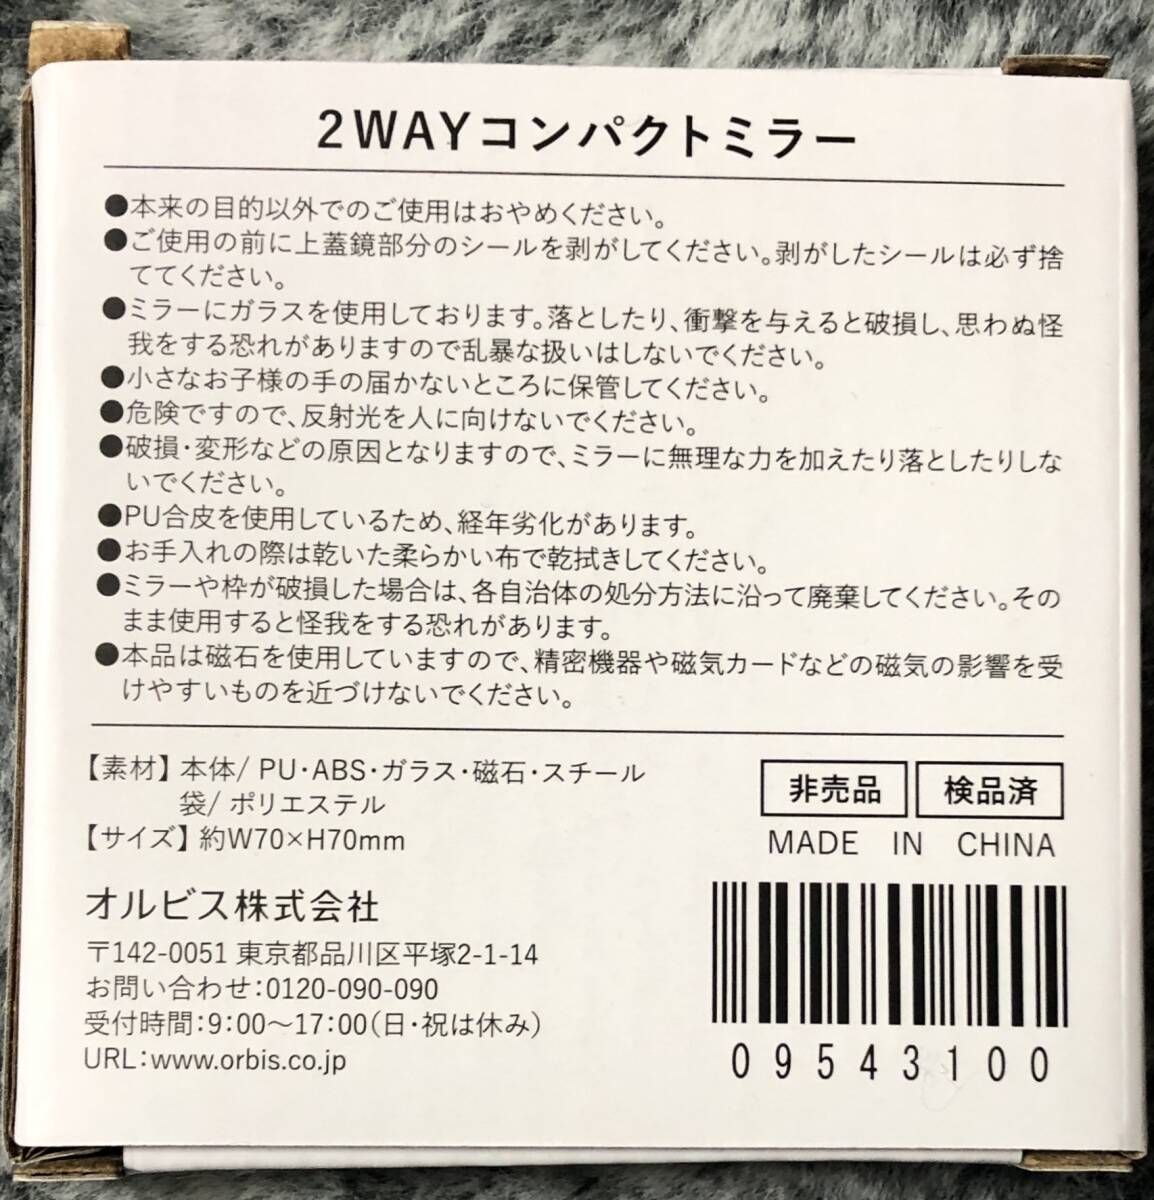 2WAYコンパクトミラー
●本来の目的以外でのご使用はおやめください。
●ご使用の前に上蓋鏡部分のシールを剥がしてください。剥がしたシールは必ず捨
ててください。
●ミラーにガラスを使用しております。落としたり、衝撃を与えると破損し、思わぬ怪
我をする恐れがありますので乱暴な扱いはしないでください。
●小さなお子様の手の届かないところに保管してください。
●危険ですので、反射光を人に向けないでください。
●破損・変形などの原因となりますので、ミラーに無理な力を加えたり落としたりしな
いでください。
●PU合皮を使用しているため、経年劣化があります。
●お手入れの際は乾いた柔らかい布で乾拭きしてください。
●ミラーや枠が破損した場合は、各自治体の処分方法に沿って廃棄してください。その
まま使用すると怪我をする恐れがあります。
●本品は磁石を使用していますので、精密機器や磁気カードなどの磁気の影響を受
けやすいものを近づけないでください。
【素材】本体/ PU・ABS・ガラス・磁石・スチール
袋/ ポリエステル
【サイズ】約W70×H70mm
非売品 検品済
MADE IN CHINA
オルビス株式会社
〒142-0051 東京都品川区平塚2-1-14
お問い合わせ:0120-090-090
受付時間:9:00〜17:00(日・祝は休み)
URL:www.orbis.co.jp
09543100